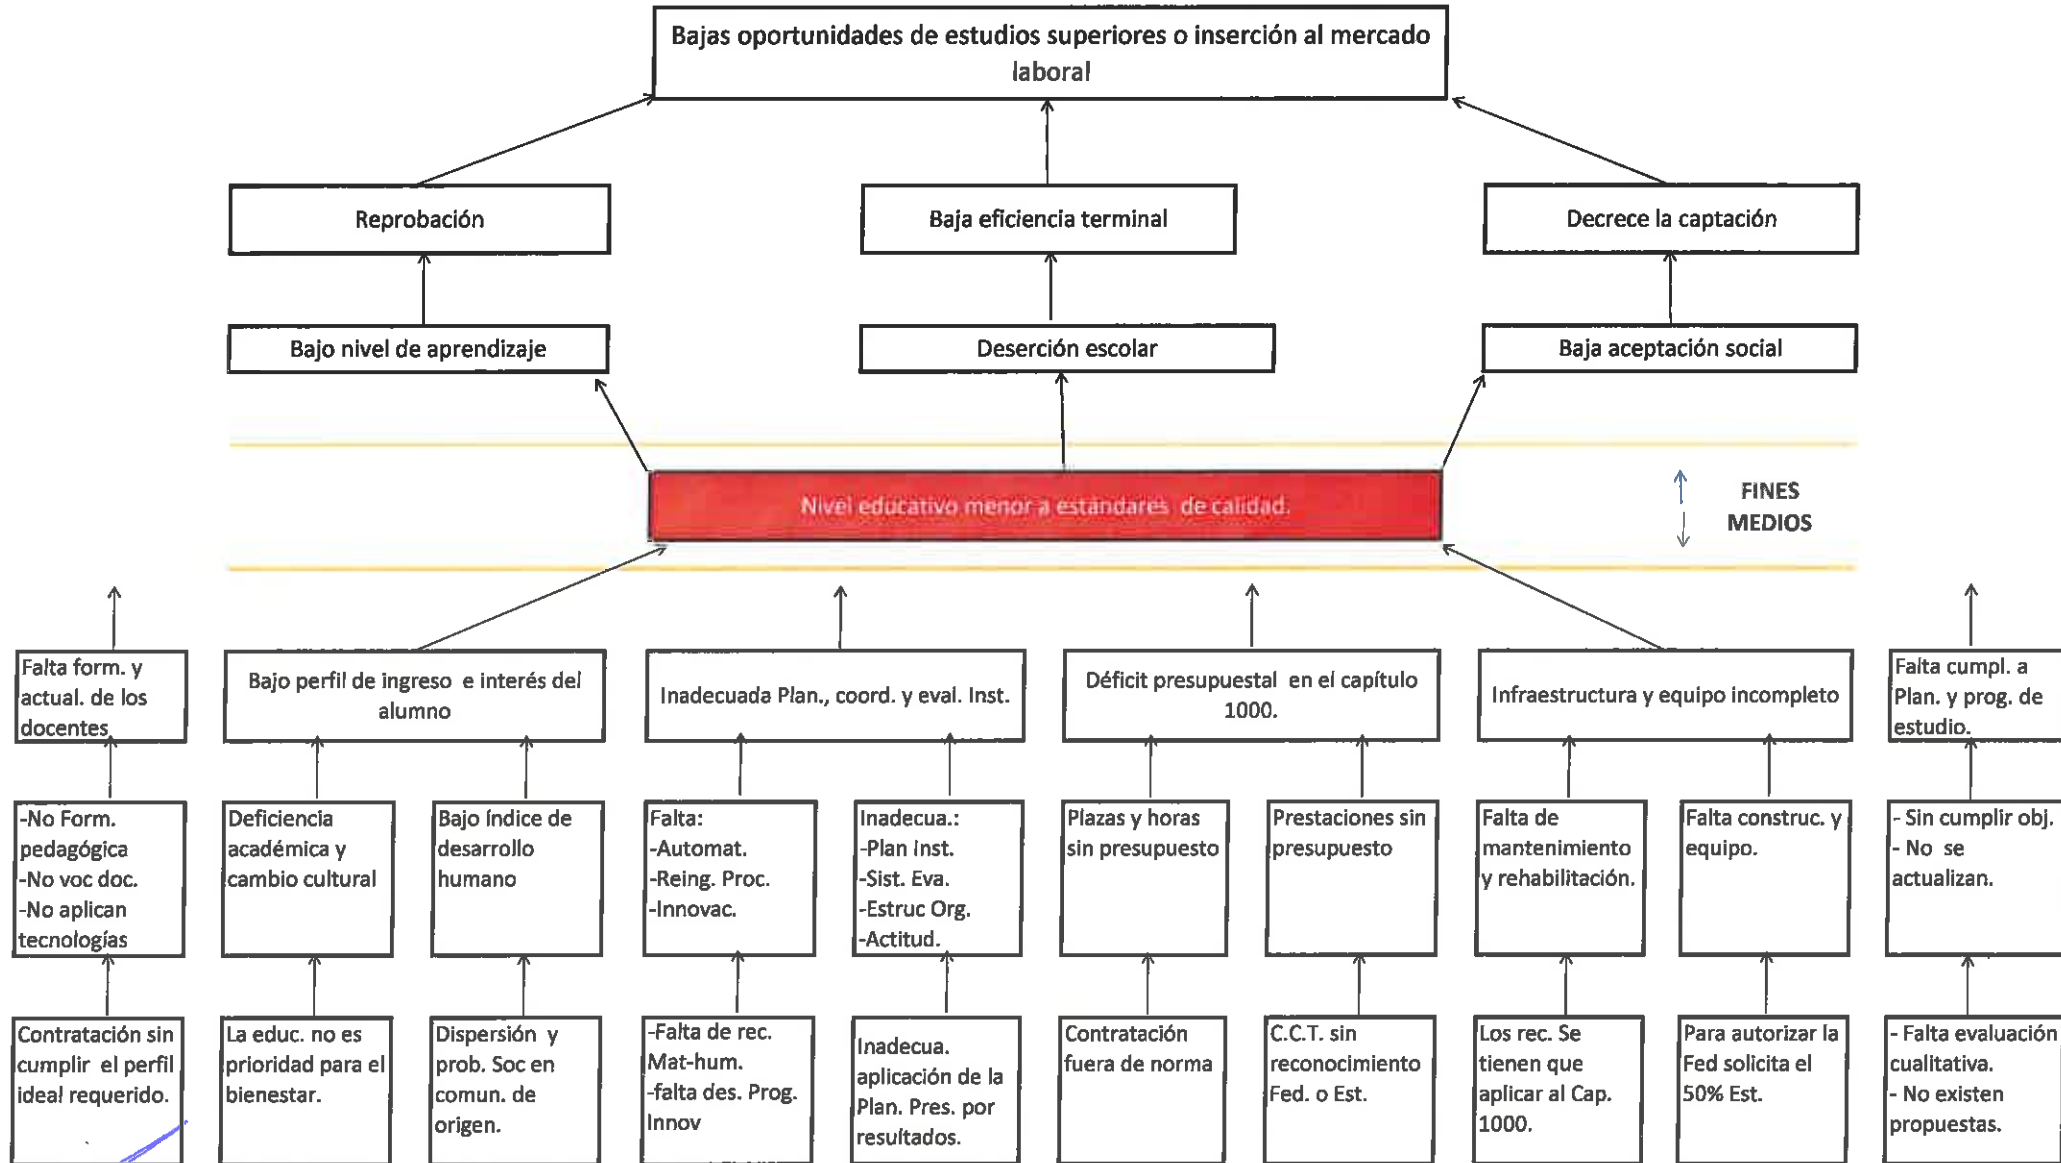 Bajas oportunidades de estudios superiores o inserción al mercado
laboral
Reprobación
Baja eficiencia terminal
Decrece la captación
Bajo nivel de aprendizaje
Deserción escolar
Baja aceptación social
Nivel educativo menor a estándares de calidad.
FINES
MEDIOS
Falta form. y
actual. de los
docentes
Bajo perfil de ingreso e interés del
alumno
Inadecuada Plan., coord. y eval. Inst.
Déficit presupuestal en el capítulo
1000.
Infraestructura y equipo incompleto
Falta cumpl. a
Plan. y prog. de
estudio.
-No Form.
pedagógica
-No voc doc.
-No aplican
tecnologías
Deficiencia
académica y
cambio cultural
Bajo índice de
desarrollo
humano
Falta:
-Automat.
-Reing. Proc.
-Innovac.
Inadecua.:
-Plan inst.
-Sist. Eva.
-Estruc Org.
-Actitud.
Plazas y horas
sin presupuesto
Prestaciones sin
presupuesto
Falta de
mantenimiento
y rehabilitación.
Falta construc. y
equipo.
- Sin cumplir obj.
- No se
actualizan.
Contratación sin
cumplir el perfil
ideal requerido.
La educ. no es
prioridad para el
bienestar.
Dispersión y
prob. Soc en
comun. de
origen.
-Falta de rec.
Mat-hum.
-falta des. Prog.
Innov
Inadecua.
aplicación de la
Plan. Pres. por
resultados.
Contratación
fuera de norma
C.C.T. sin
reconocimiento
Fed. o Est.
Los rec. Se
tienen que
aplicar al Cap.
1000.
Para autorizar la
Fed solicita el
50% Est.
- Falta evaluación
cualitativa.
- No existen
propuestas.